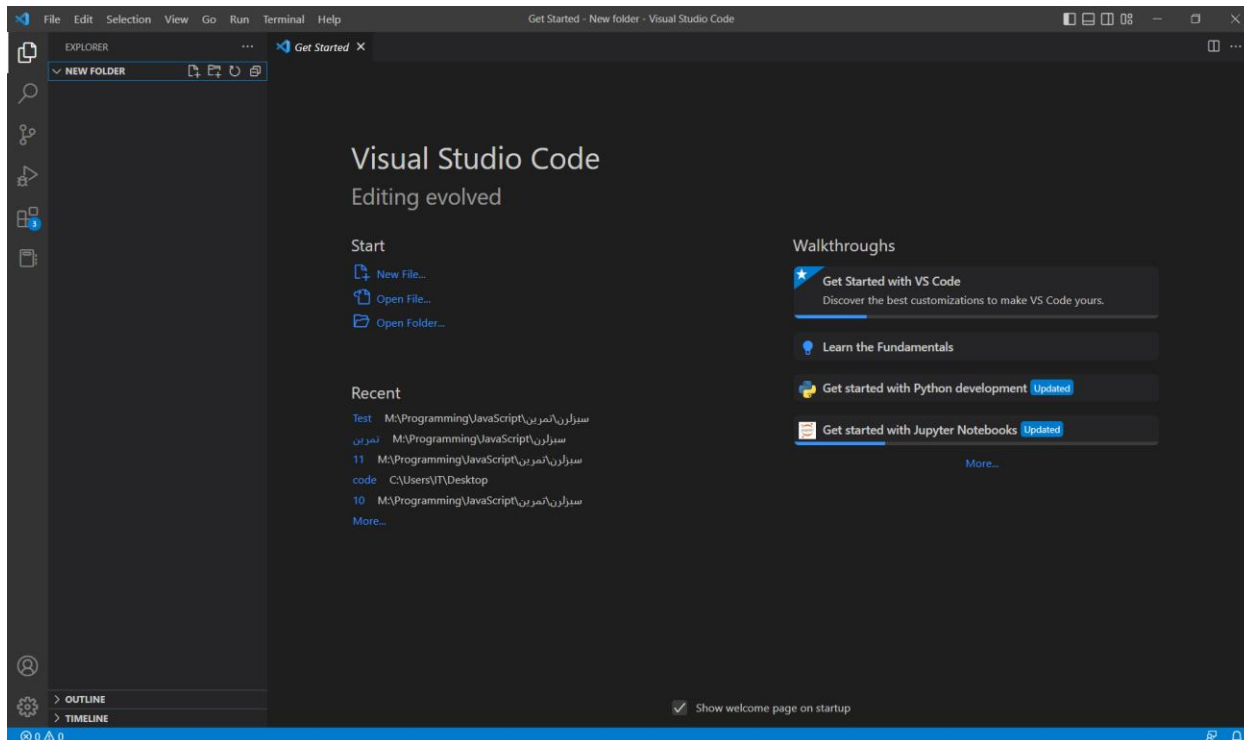 File Edit Selection View Go Run Terminal Help
Get Started - New folder - Visual Studio Code
EXPLORER
Get Started
NEW FOLDER
3
Visual Studio Code
Editing evolved
Start
New File...
Open File...
Open Folder...
Recent
Test M:\Programming\JavaScript\سبزلرن\تمرین
تمرین M:\Programming\JavaScript\سبزلرن
11 M:\Programming\JavaScript\سبزلرن\تمرین
code C:\Users\IT\Desktop
10 M:\Programming\JavaScript\سبزلرن\تمرین
More...
Walkthroughs
Get Started with VS Code
Discover the best customizations to make VS Code yours.
Learn the Fundamentals
Get started with Python development Updated
Get started with Jupyter Notebooks Updated
More...
Show welcome page on startup
OUTLINE
TIMELINE
0 0